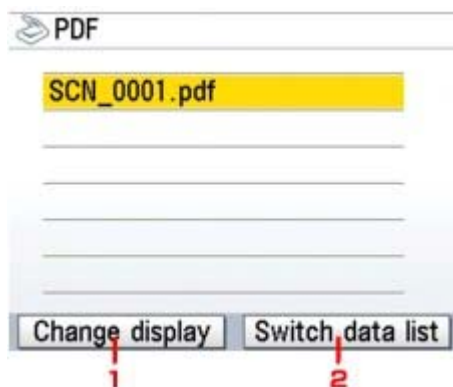 PDF
SCN_0001.pdf
Change display Switch data list
1 2